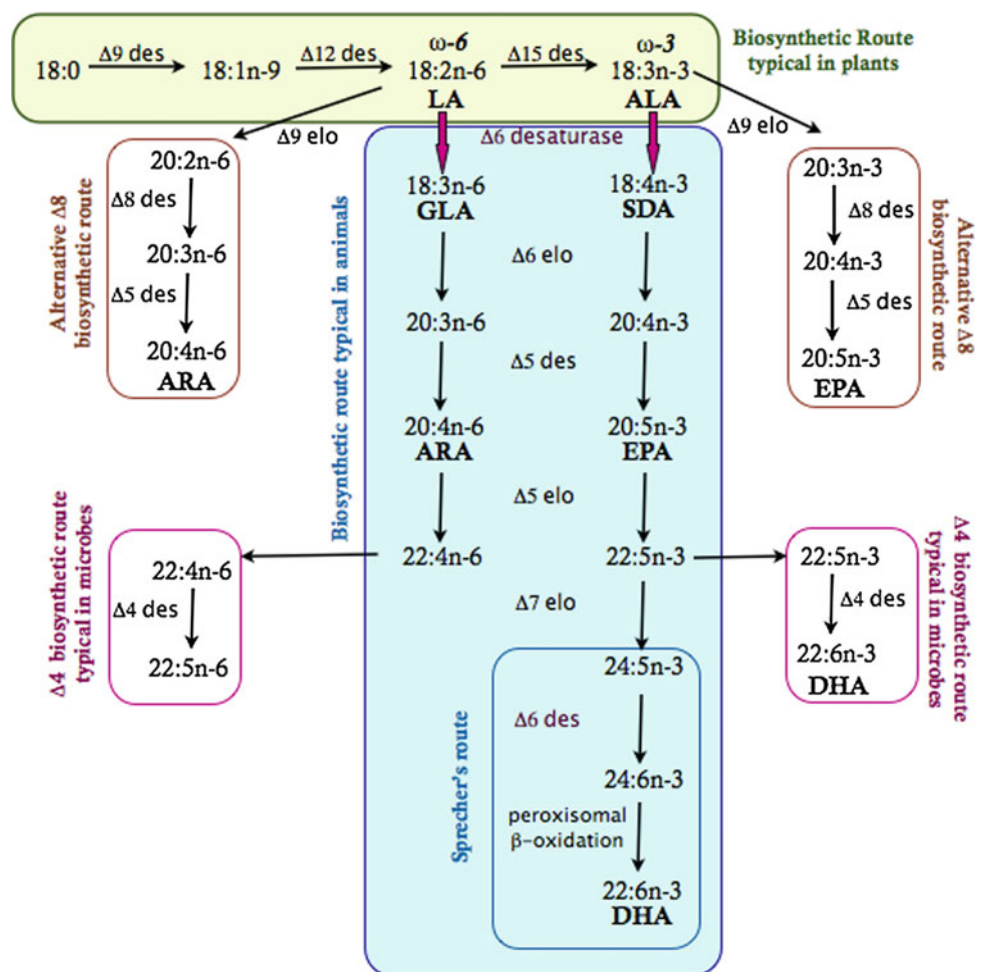 ω-6
ω-3
Biosynthetic Route
typical in plants
18:0
Δ9 des
18:1n-9
Δ12 des
18:2n-6
Δ15 des
18:3n-3
LA
ALA
Δ9 elo
Δ6 desaturase
Δ9 elo
Alternative Δ8
biosynthetic route
20:2n-6
Δ8 des
20:3n-6
Δ5 des
20:4n-6
ARA
Biosynthetic route typical in animals
18:3n-6
GLA
18:4n-3
SDA
Δ6 elo
20:3n-6
20:4n-3
Δ5 des
20:4n-6
ARA
20:5n-3
EPA
Δ5 elo
22:4n-6
22:5n-3
Δ7 elo
20:3n-3
Δ8 des
20:4n-3
Δ5 des
20:5n-3
EPA
Alternative Δ8
biosynthetic route
Δ4 biosynthetic route
typical in microbes
22:4n-6
Δ4 des
22:5n-6
Sprecher's route
24:5n-3
Δ6 des
24:6n-3
peroxisomal
β-oxidation
22:6n-3
DHA
22:5n-3
Δ4 des
22:6n-3
DHA
Δ4 biosynthetic route
typical in microbes